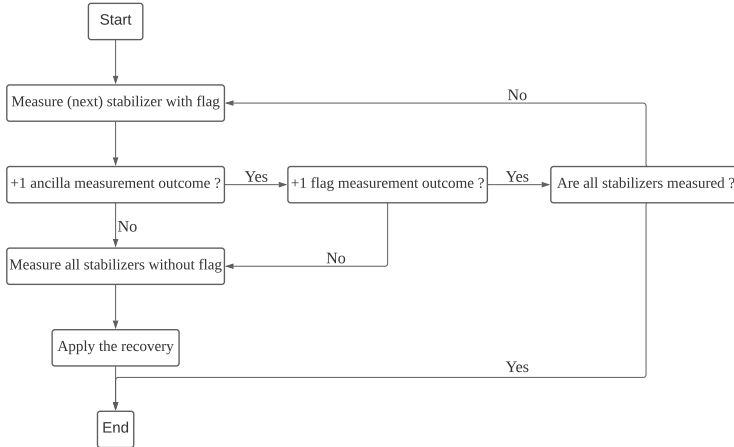 Start
No
Measure (next) stabilizer with flag
+1 ancilla measurement outcome ?
Yes
+1 flag measurement outcome ?
Yes
Are all stabilizers measured ?
No
Measure all stabilizers without flag
No
Apply the recovery
Yes
End